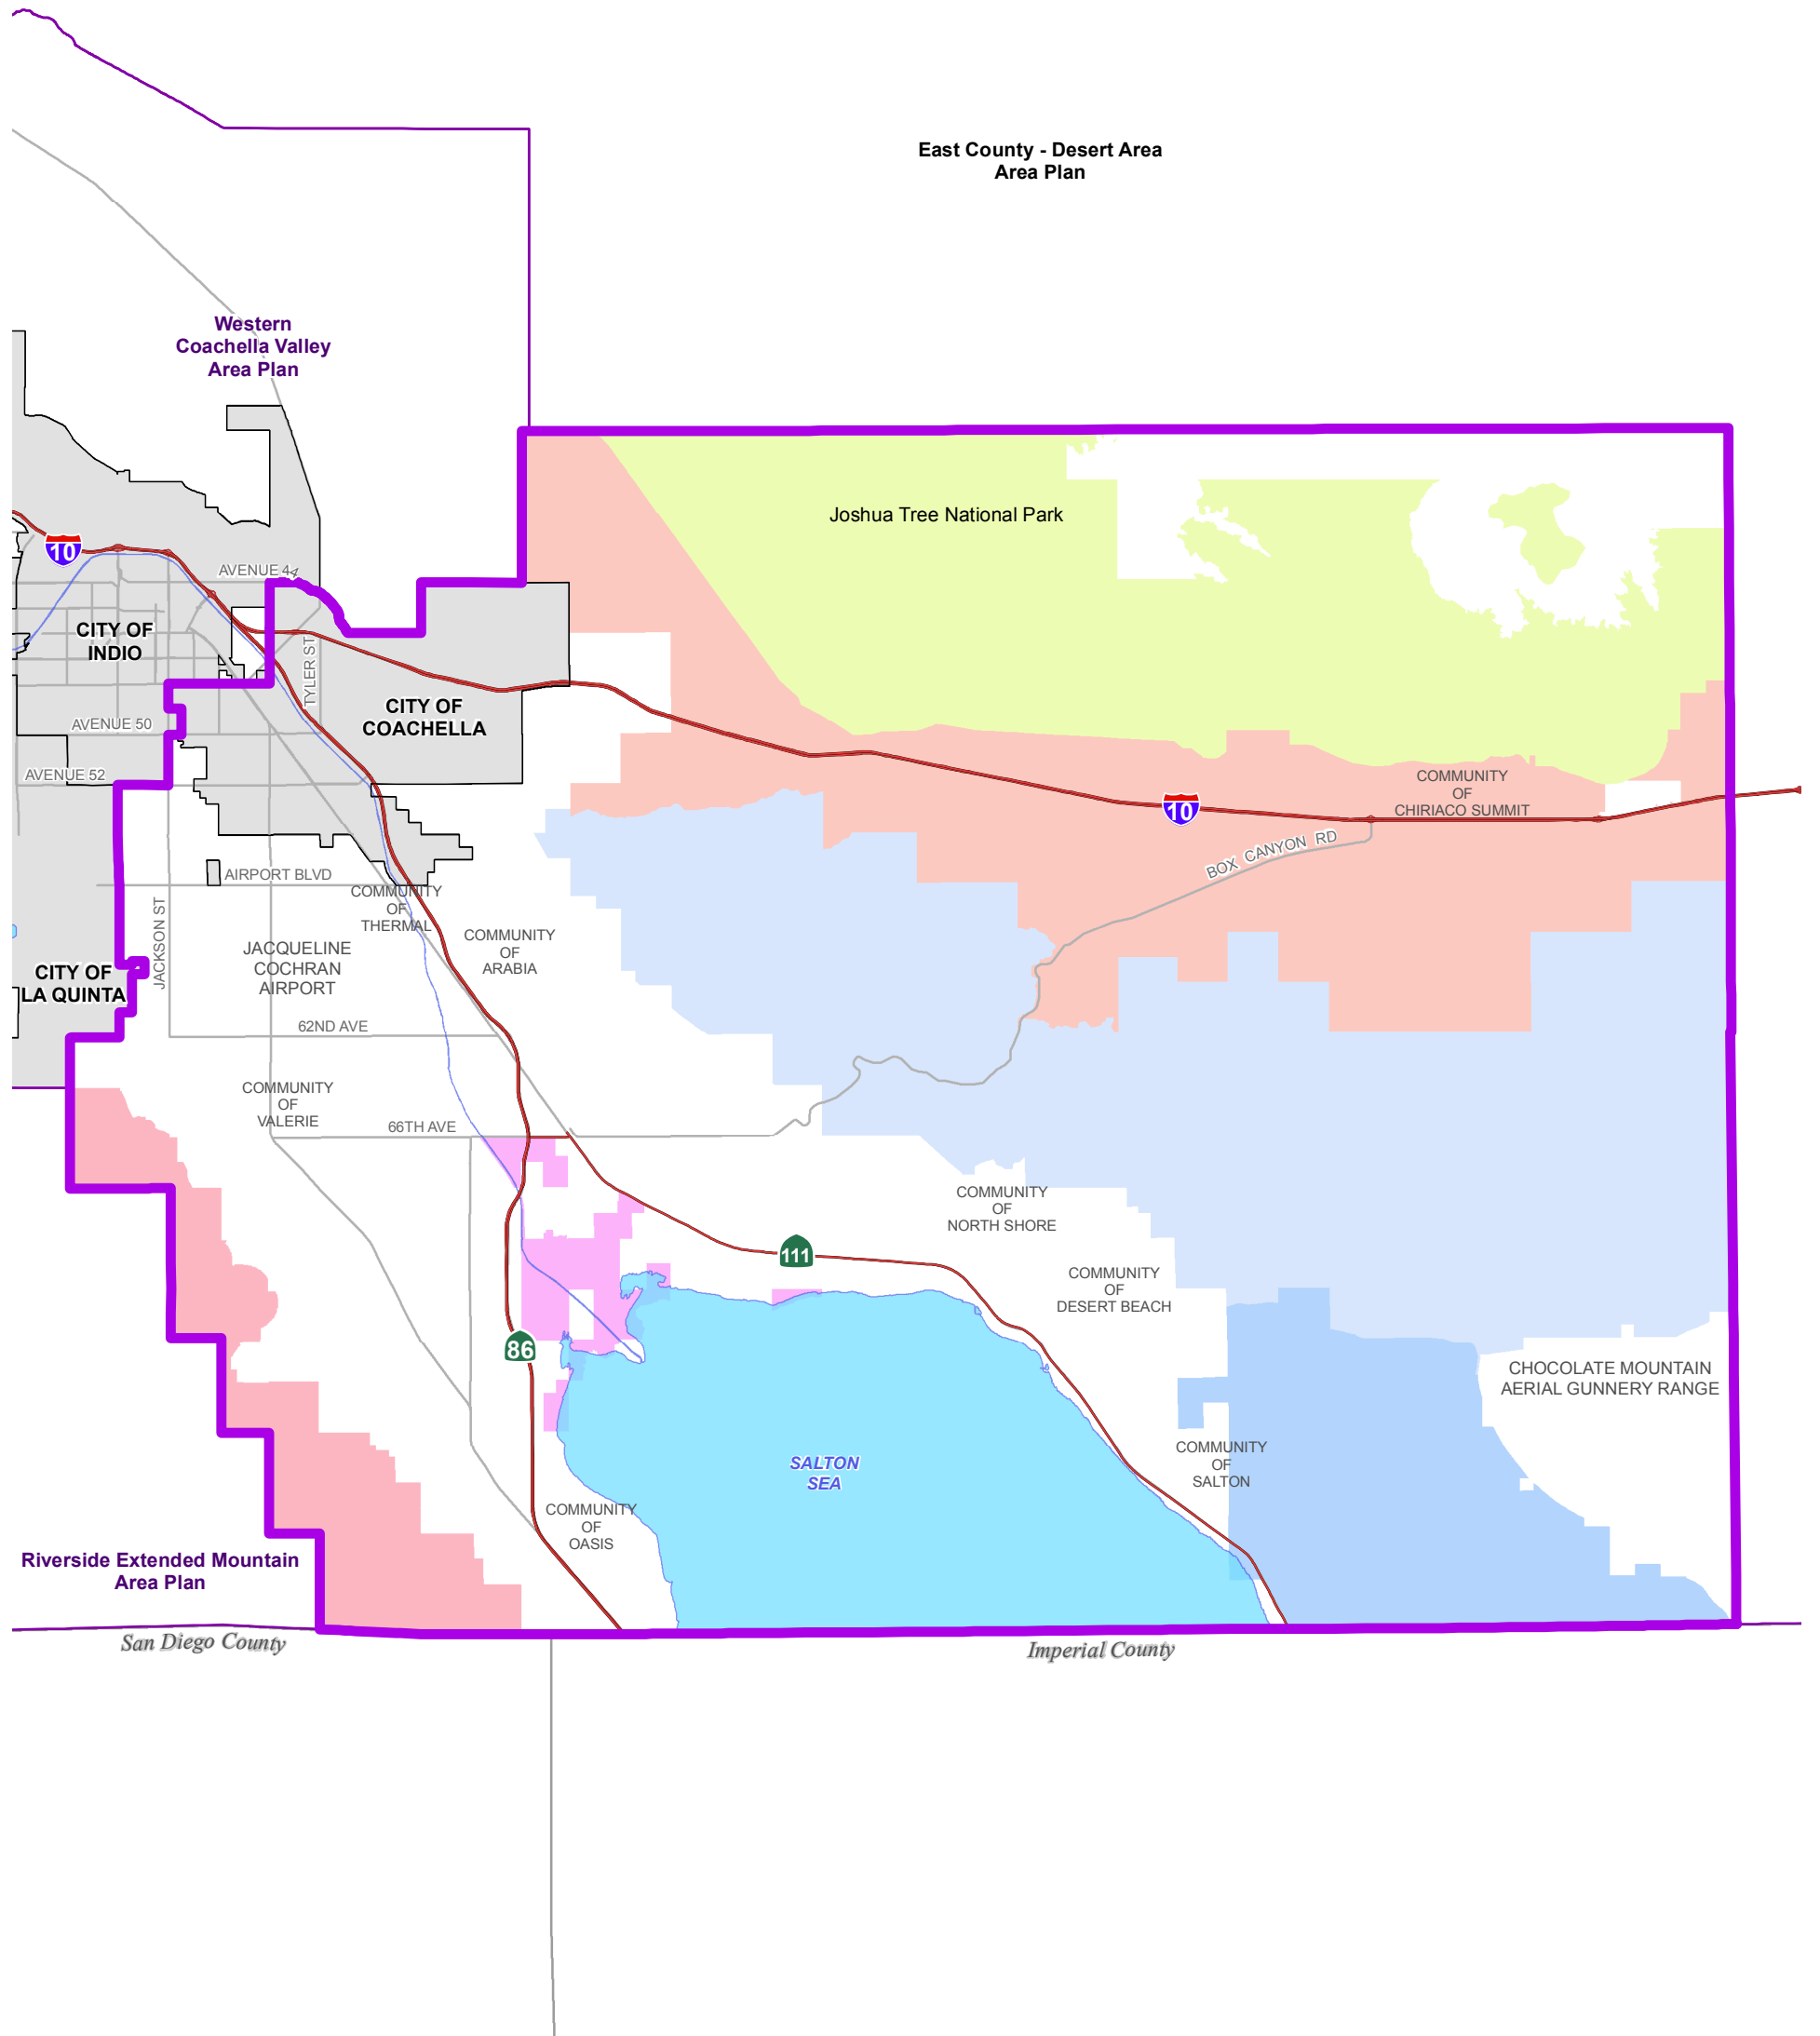 East County - Desert Area
Area Plan
Western
Coachella Valley
Area Plan
Joshua Tree National Park
10
AVENUE 44
CITY OF
INDIO
TYLER ST
CITY OF
COACHELLA
AVENUE 50
AVENUE 52
COMMUNITY
OF
CHIRIACO SUMMIT
10
BOX CANYON RD
AIRPORT BLVD
COMMUNITY
OF
THERMAL
JACKSON ST
JACQUELINE
COCHRAN
AIRPORT
COMMUNITY
OF
ARABIA
CITY OF
LA QUINTA
62ND AVE
COMMUNITY
OF
VALERIE
66TH AVE
COMMUNITY
OF
NORTH SHORE
111
COMMUNITY
OF
DESERT BEACH
86
CHOCOLATE MOUNTAIN
AERIAL GUNNERY RANGE
SALTON
SEA
COMMUNITY
OF
SALTON
COMMUNITY
OF
OASIS
Riverside Extended Mountain
Area Plan
San Diego County
Imperial County